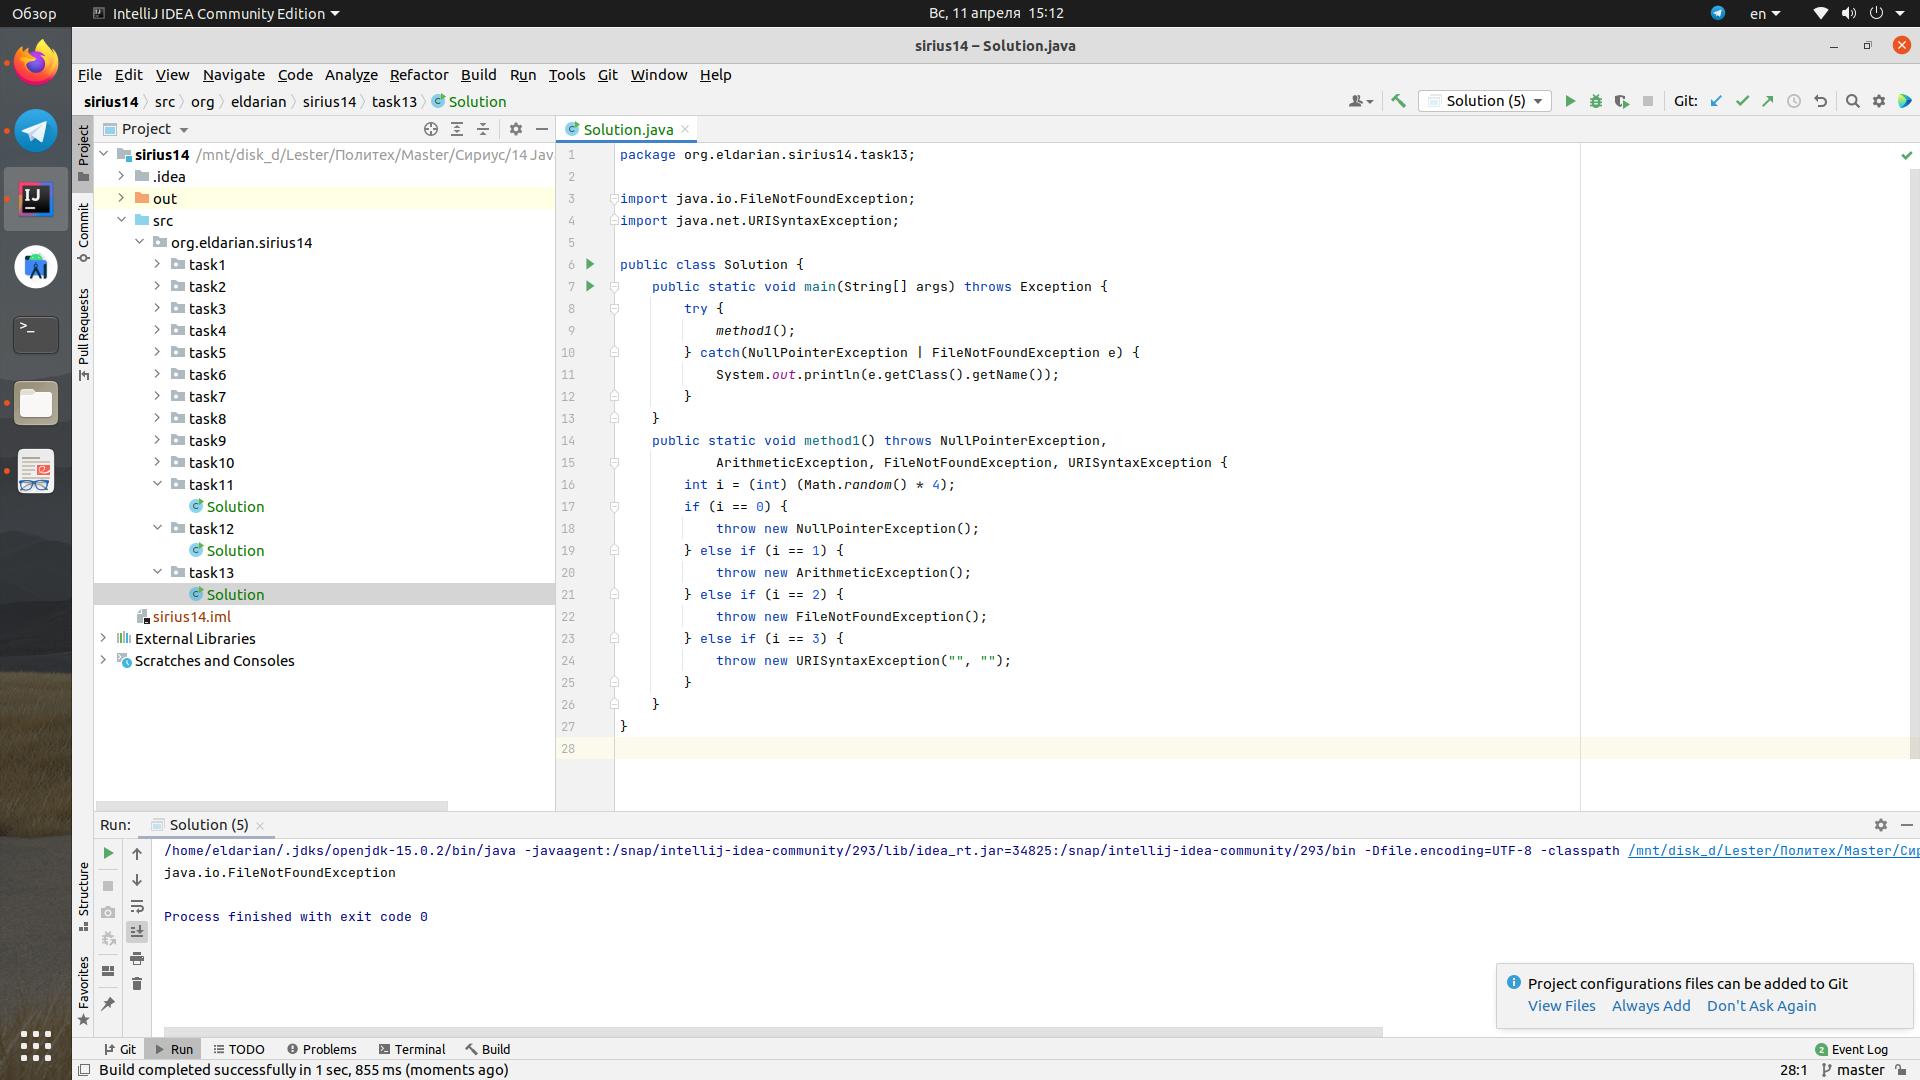 Обзор
IntelliJ IDEA Community Edition
Вс, 11 апреля 15:12
en
sirius14 – Solution.java
File Edit View Navigate Code Analyze Refactor Build Run Tools Git Window Help
sirius14 src org eldarian sirius14 task13 Solution
Solution (5)
Git:
Project
Commit
Pull Requests
Structure
Favorites
Project
sirius14 /mnt/disk_d/Lester/Политех/Master/Сириус/14 Jav
.idea
out
src
org.eldarian.sirius14
task1
task2
task3
task4
task5
task6
task7
task8
task9
task10
task11
Solution
task12
Solution
task13
Solution
sirius14.iml
External Libraries
Scratches and Consoles
Solution.java
1 package org.eldarian.sirius14.task13;
2
3 import java.io.FileNotFoundException;
4 import java.net.URISyntaxException;
5
6 public class Solution {
7 public static void main(String[] args) throws Exception {
8 try {
9 method1();
10 } catch(NullPointerException | FileNotFoundException e) {
11 System.out.println(e.getClass().getName());
12 }
13 }
14 public static void method1() throws NullPointerException,
15 ArithmeticException, FileNotFoundException, URISyntaxException {
16 int i = (int) (Math.random() * 4);
17 if (i == 0) {
18 throw new NullPointerException();
19 } else if (i == 1) {
20 throw new ArithmeticException();
21 } else if (i == 2) {
22 throw new FileNotFoundException();
23 } else if (i == 3) {
24 throw new URISyntaxException("", "");
25 }
26 }
27 }
28
Run: Solution (5)
/home/eldarian/.jdks/openjdk-15.0.2/bin/java -javaagent:/snap/intellij-idea-community/293/lib/idea_rt.jar=34825:/snap/intellij-idea-community/293/bin -Dfile.encoding=UTF-8 -classpath /mnt/disk_d/Lester/Политех/Master/Сир
java.io.FileNotFoundException
Process finished with exit code 0
Project configurations files can be added to Git
View Files Always Add Don't Ask Again
Git Run TODO Problems Terminal Build
2 Event Log
Build completed successfully in 1 sec, 855 ms (moments ago)
28:1 master